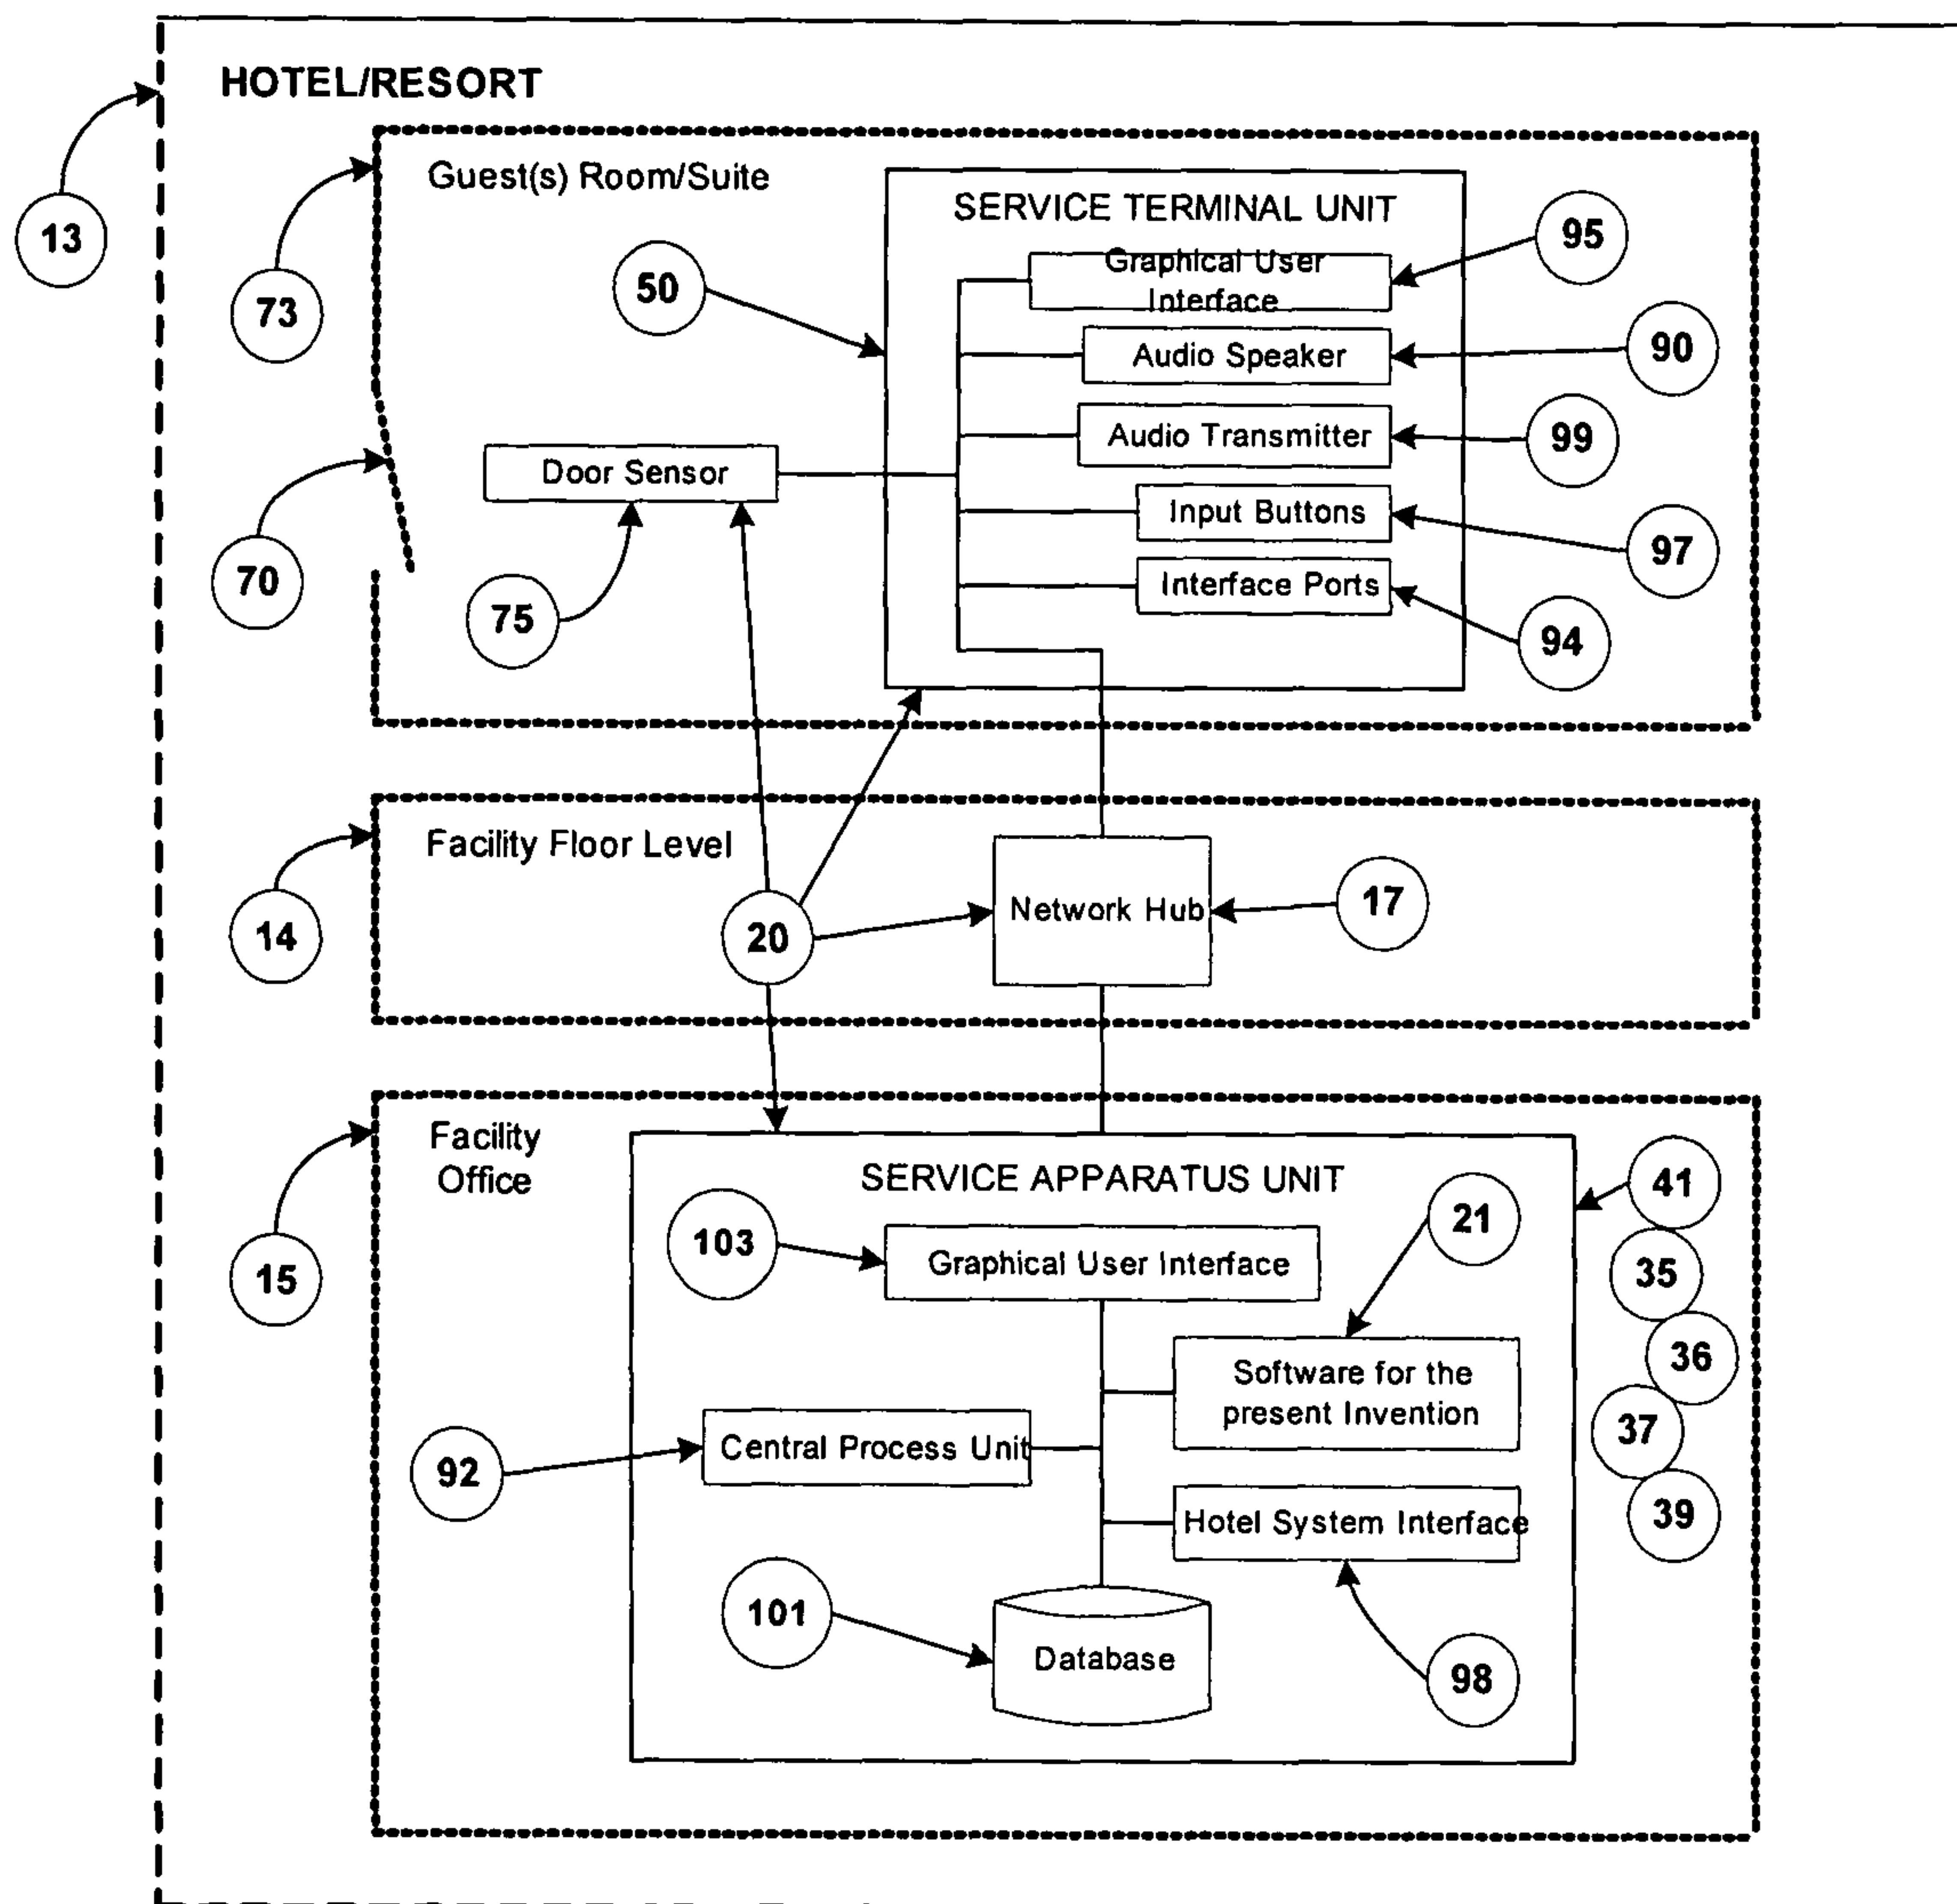 HOTEL/RESORT
13
Guest(s) Room/Suite
73
SERVICE TERMINAL UNIT
50
Graphical User
Interface
95
Audio Speaker
90
Audio Transmitter
99
Door Sensor
Input Buttons
97
70
75
Interface Ports
94
Facility Floor Level
14
20
Network Hub
17
Facility
Office
15
SERVICE APPARATUS UNIT
41
103
Graphical User Interface
21
35
Software for the
present Invention
36
92
Central Process Unit
37
Hotel System Interface
39
101
Database
98